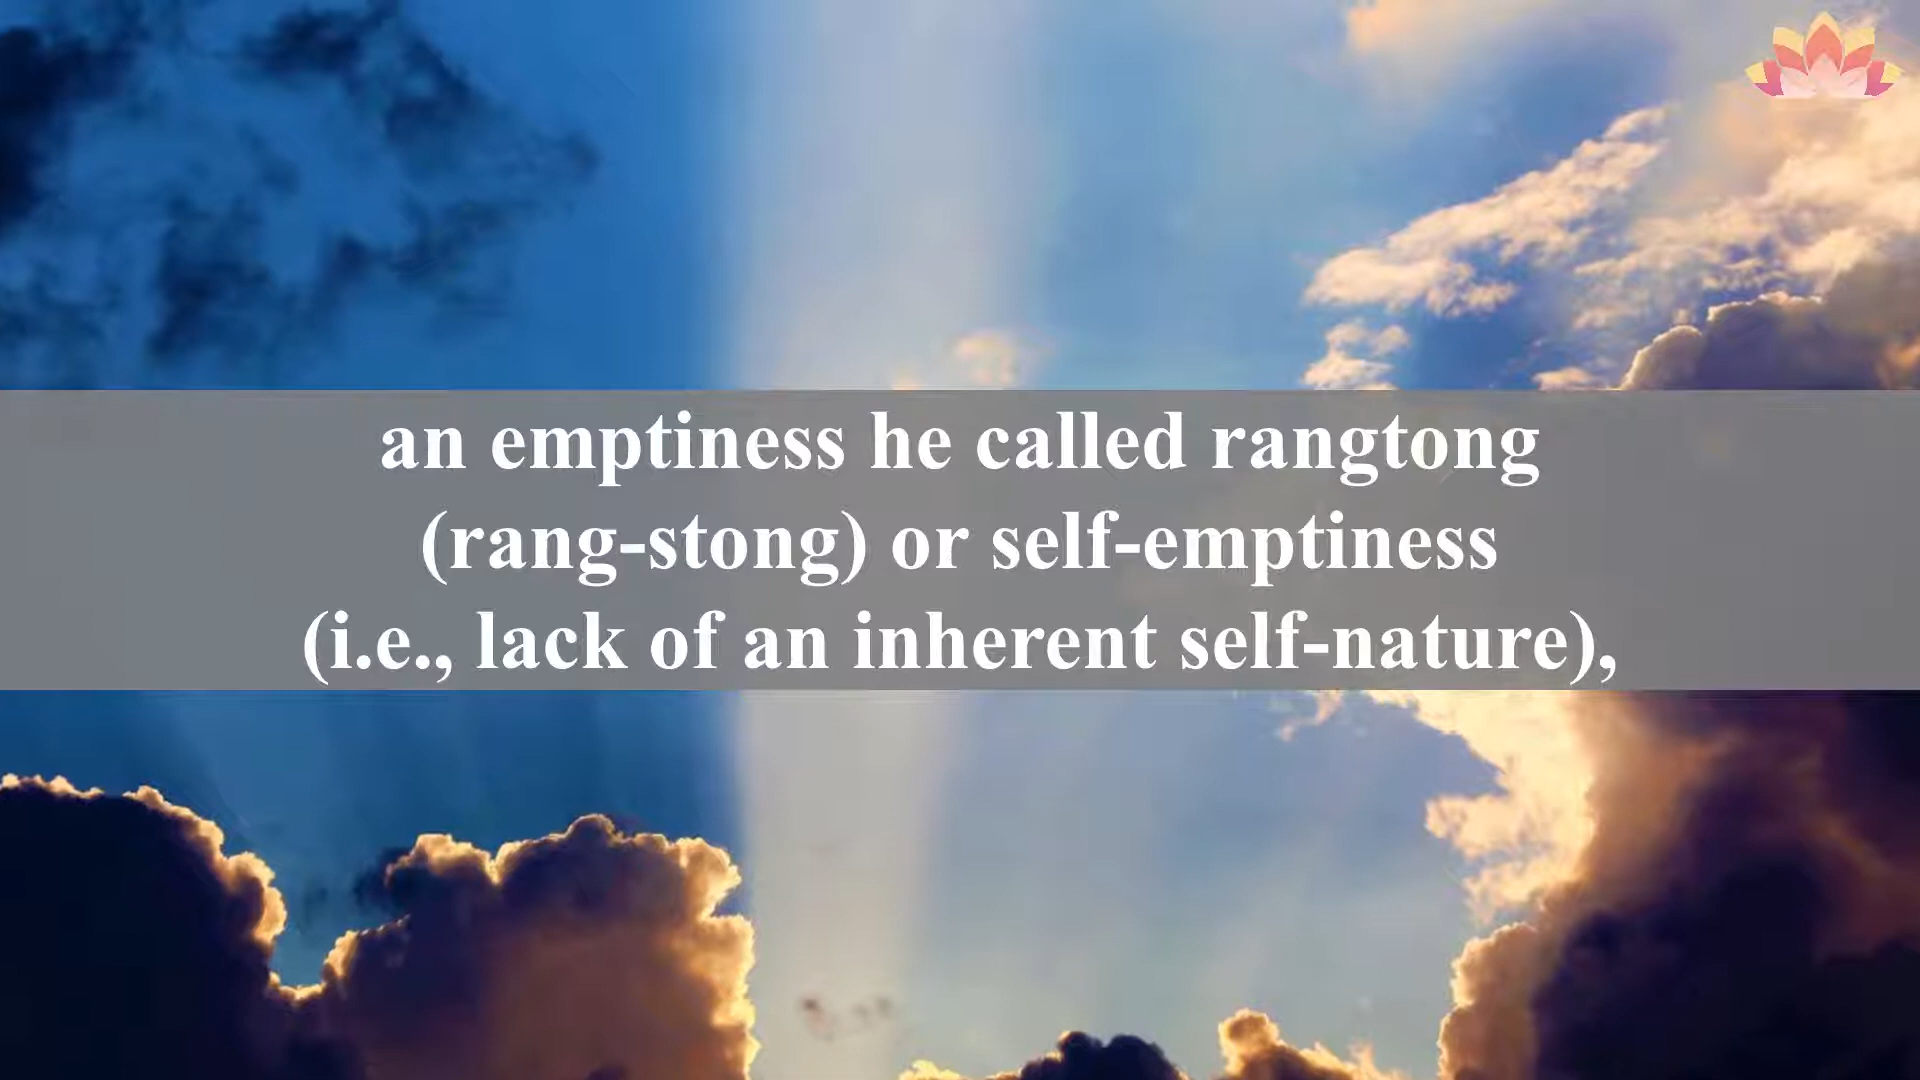 an emptiness he called rangtong
(rang-stong) or self-emptiness
(i.e., lack of an inherent self-nature),